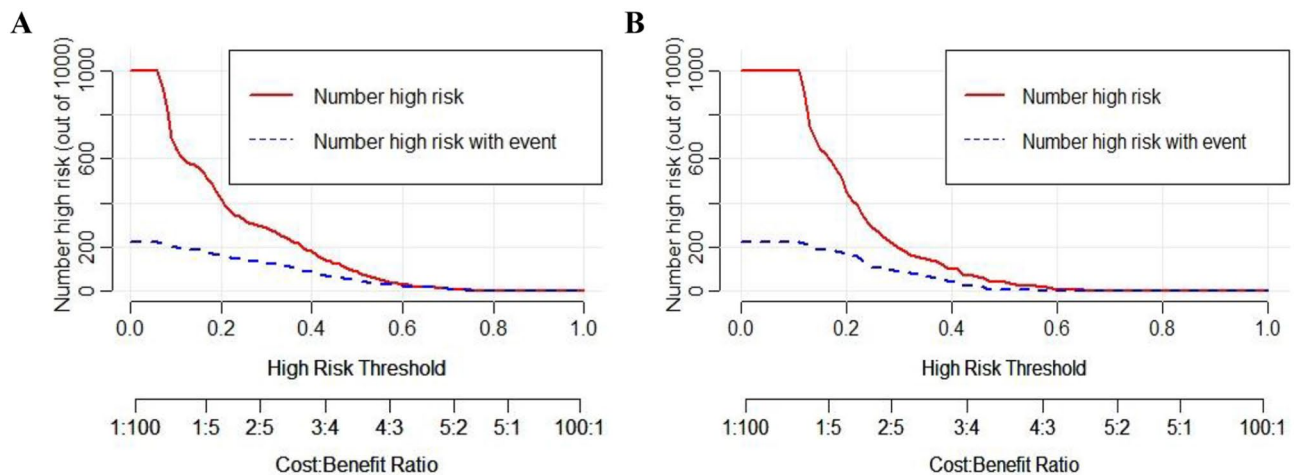 A
Number high risk (out of 1000)
1000
600
200
0
Number high risk
Number high risk with event
0.0 0.2 0.4 0.6 0.8 1.0
High Risk Threshold
1:100 1:5 2:5 3:4 4:3 5:2 5:1 100:1
Cost:Benefit Ratio
B
Number high risk (out of 1000)
1000
600
200
0
Number high risk
Number high risk with event
0.0 0.2 0.4 0.6 0.8 1.0
High Risk Threshold
1:100 1:5 2:5 3:4 4:3 5:2 5:1 100:1
Cost:Benefit Ratio